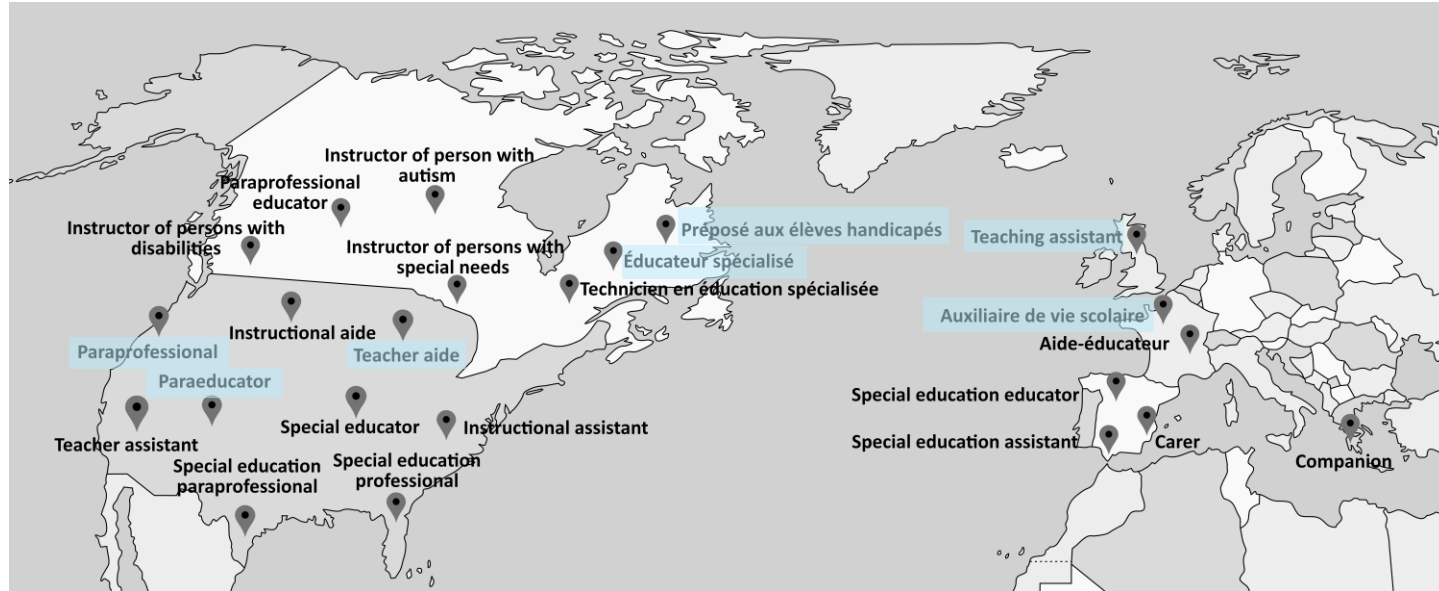 Instructor of person with
autism
Paraprofessional
educator
Instructor of persons with
disabilities
Instructor of persons with
special needs
Préposé aux élèves handicapés
Éducateur spécialisé
Technicien en éducation spécialisée
Instructional aide
Paraprofessional
Teacher aide
Paraeducator
Special educator
Instructional assistant
Teacher assistant
Special education
paraprofessional
Special education
professional
Teaching assistant
Auxiliaire de vie scolaire
Aide-éducateur
Special education educator
Special education assistant
Carer
Companion